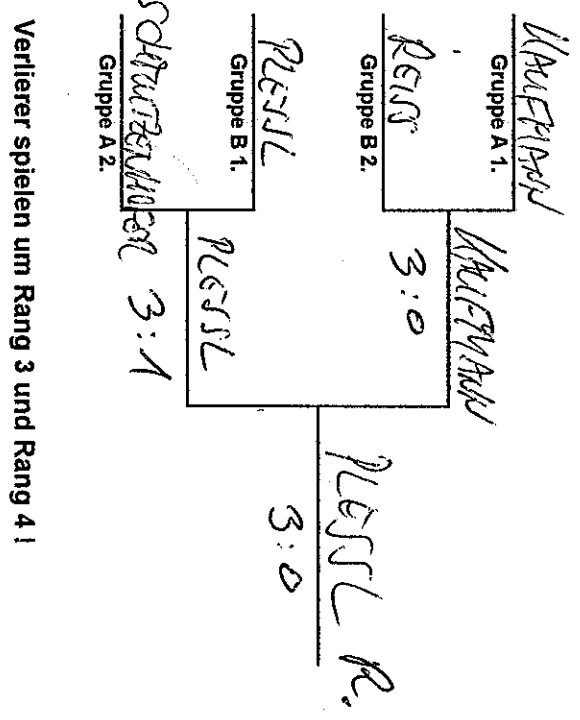 KAUFMANN
Gruppe A 1.
KAUFMANN
3:0
REISS
Gruppe B 2.
PLESSL R.
3:0
PLESSL
Gruppe B 1.
PLESSL
3:1
Gruppe A 2.
Verlierer spielen um Rang 3 und Rang 4 !